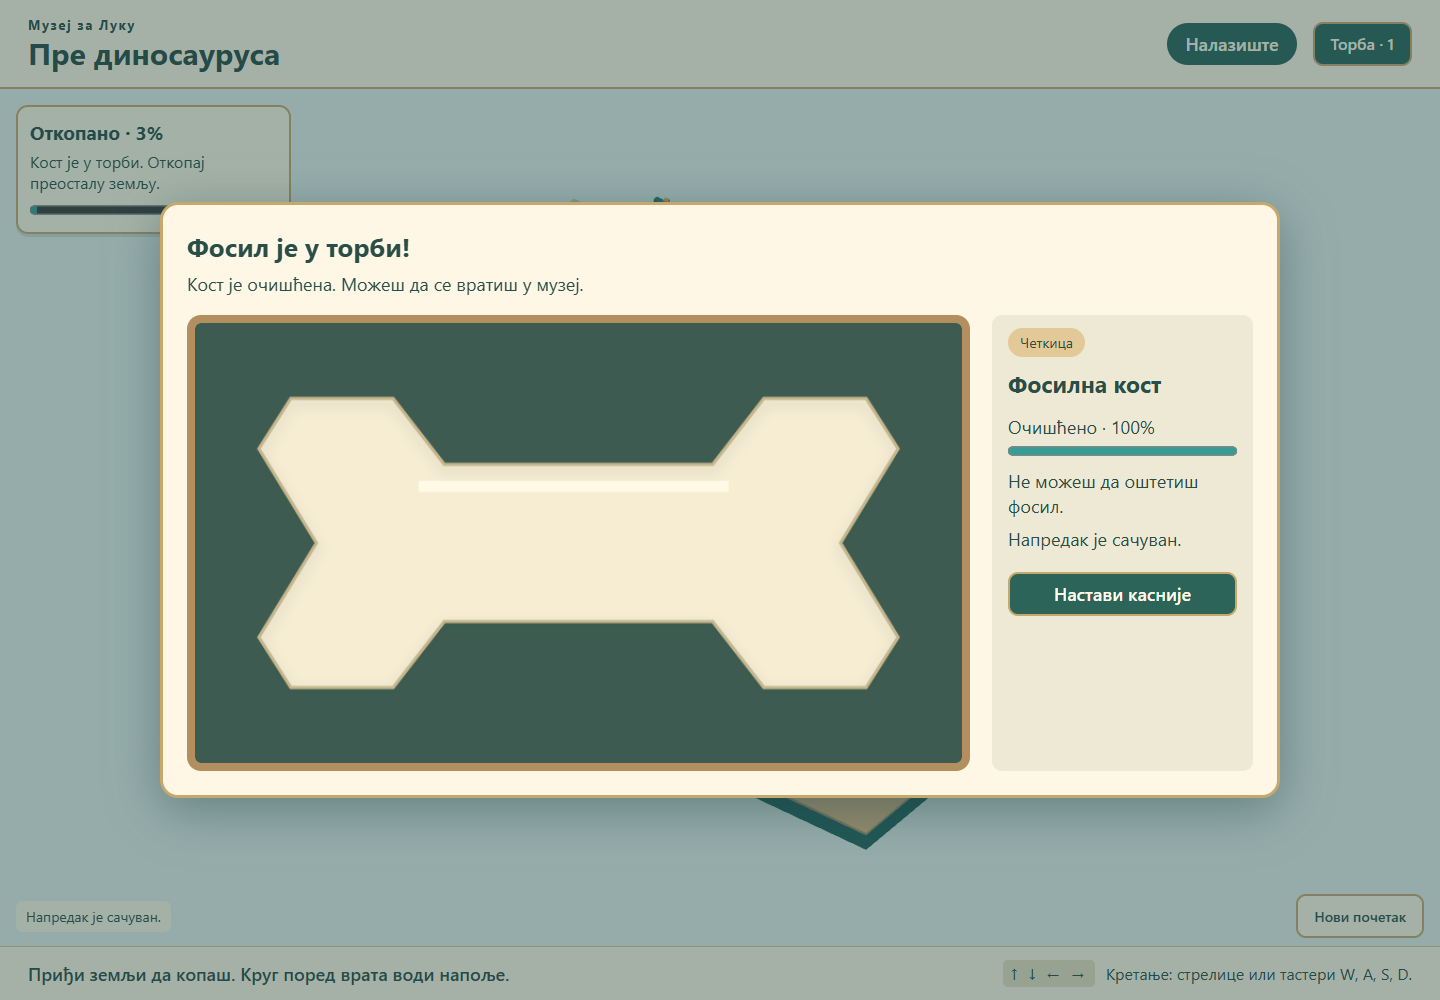 Музеј за Луку
Пре диносауруса
Налазиште
Торба · 1
Откопано · 3%
Кост је у торби. Откопај
преосталу земљу.
Фосил је у торби!
Кост је очишћена. Можеш да се вратиш у музеј.
Четкица
Фосилна кост
Очишћено · 100%
Не можеш да оштетиш
фосил.
Напредак је сачуван.
Настави касније
Напредак је сачуван.
Нови почетак
Приђи земљи да копаш. Круг поред врата води напоље.
↑ ↓ ← → Кретање: стрелице или тастери W, A, S, D.